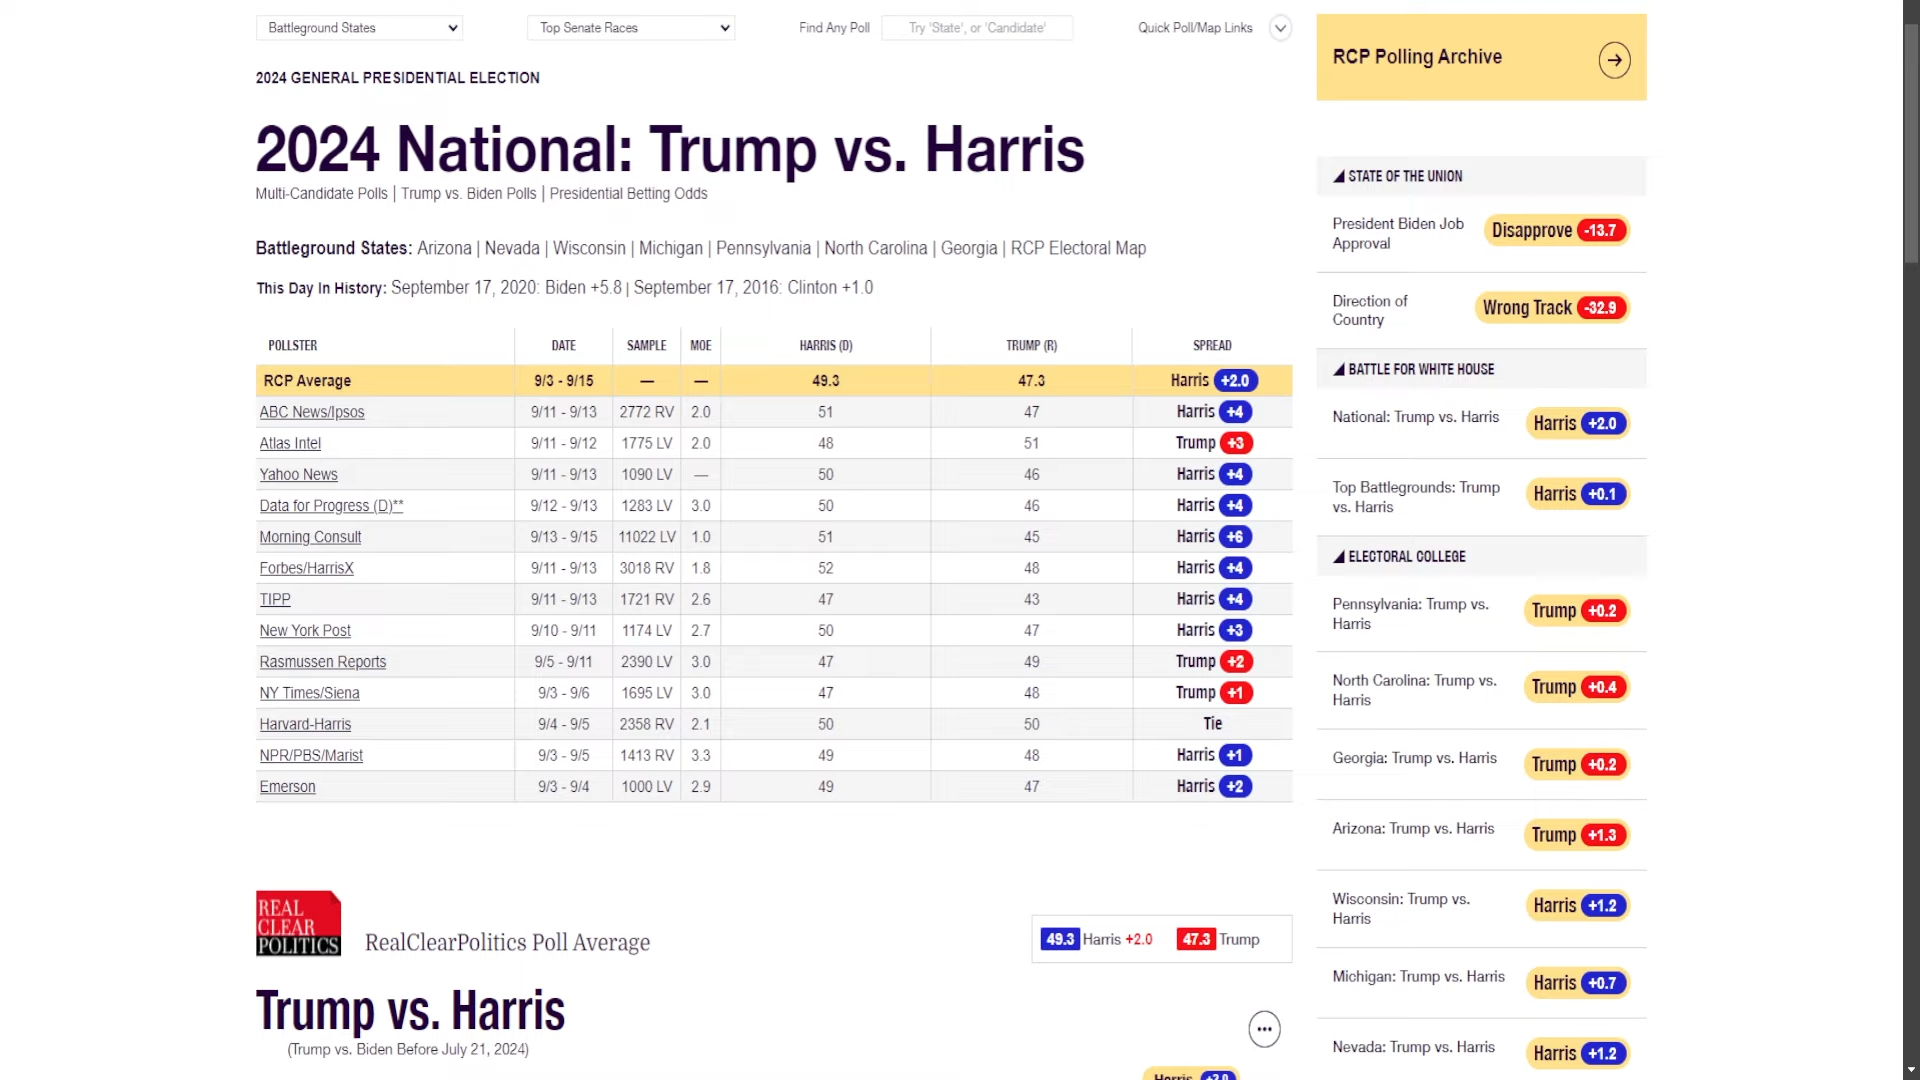 Battleground States
Top Senate Races
Find Any Poll
Try 'State', or 'Candidate'
Quick Poll/Map Links
2024 GENERAL PRESIDENTIAL ELECTION
2024 National: Trump vs. Harris
Multi-Candidate Polls | Trump vs. Biden Polls | Presidential Betting Odds
Battleground States: Arizona | Nevada | Wisconsin | Michigan | Pennsylvania | North Carolina | Georgia | RCP Electoral Map
This Day In History: September 17, 2020: Biden +5.8 | September 17, 2016: Clinton +1.0
POLLSTER DATE SAMPLE MOE HARRIS (D) TRUMP (R) SPREAD
RCP Average 9/3 - 9/15 — — 49.3 47.3 Harris +2.0
ABC News/Ipsos 9/11 - 9/13 2772 RV 2.0 51 47 Harris +4
Atlas Intel 9/11 - 9/12 1775 LV 2.0 48 51 Trump +3
Yahoo News 9/11 - 9/13 1090 LV — 50 46 Harris +4
Data for Progress (D)** 9/12 - 9/13 1283 LV 3.0 50 46 Harris +4
Morning Consult 9/13 - 9/15 11022 LV 1.0 51 45 Harris +6
Forbes/HarrisX 9/11 - 9/13 3018 RV 1.8 52 48 Harris +4
TIPP 9/11 - 9/13 1721 RV 2.6 47 43 Harris +4
New York Post 9/10 - 9/11 1174 LV 2.7 50 47 Harris +3
Rasmussen Reports 9/5 - 9/11 2390 LV 3.0 47 49 Trump +2
NY Times/Siena 9/3 - 9/6 1695 LV 3.0 47 48 Trump +1
Harvard-Harris 9/4 - 9/5 2358 RV 2.1 50 50 Tie
NPR/PBS/Marist 9/3 - 9/5 1413 RV 3.3 49 48 Harris +1
Emerson 9/3 - 9/4 1000 LV 2.9 49 47 Harris +2
REAL
CLEAR
POLITICS
RealClearPolitics Poll Average
49.3 Harris +2.0 47.3 Trump
Trump vs. Harris
(Trump vs. Biden Before July 21, 2024)
Harris +2.0
RCP Polling Archive
STATE OF THE UNION
President Biden Job
Approval
Disapprove -13.7
Direction of
Country
Wrong Track -32.9
BATTLE FOR WHITE HOUSE
National: Trump vs. Harris
Harris +2.0
Top Battlegrounds: Trump
vs. Harris
Harris +0.1
ELECTORAL COLLEGE
Pennsylvania: Trump vs.
Harris
Trump +0.2
North Carolina: Trump vs.
Harris
Trump +0.4
Georgia: Trump vs. Harris
Trump +0.2
Arizona: Trump vs. Harris
Trump +1.3
Wisconsin: Trump vs.
Harris
Harris +1.2
Michigan: Trump vs. Harris
Harris +0.7
Nevada: Trump vs. Harris
Harris +1.2